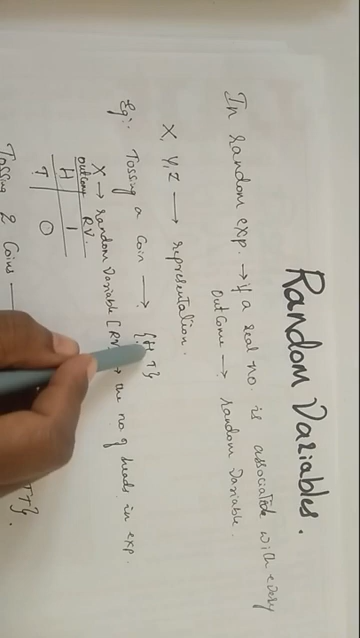 Random Variables.
In random exp. → if a real no. is associated with every
outcome → random variable.
X, Y, Z → representation.
Eg:- Tossing a coin → {H, T}
X → random variable [RV] → the no of heads in exp.
outcome RV.
H 1
T 0
Tossing 2 Coins TT}.